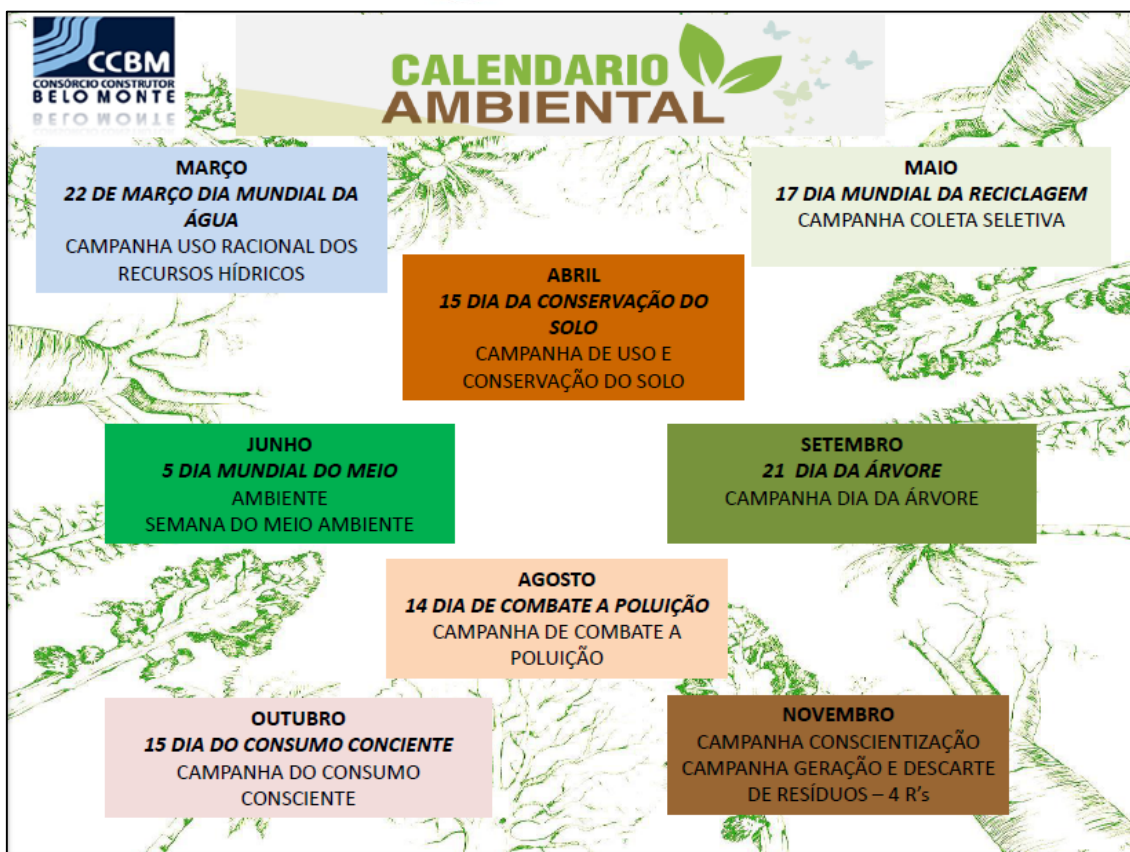 CCBM
CONSÓRCIO CONSTRUTOR
BELO MONTE
CALENDARIO
AMBIENTAL
MARÇO
22 DE MARÇO DIA MUNDIAL DA
ÁGUA
CAMPANHA USO RACIONAL DOS
RECURSOS HÍDRICOS
MAIO
17 DIA MUNDIAL DA RECICLAGEM
CAMPANHA COLETA SELETIVA
ABRIL
15 DIA DA CONSERVAÇÃO DO
SOLO
CAMPANHA DE USO E
CONSERVAÇÃO DO SOLO
JUNHO
5 DIA MUNDIAL DO MEIO
AMBIENTE
SEMANA DO MEIO AMBIENTE
SETEMBRO
21 DIA DA ÁRVORE
CAMPANHA DIA DA ÁRVORE
AGOSTO
14 DIA DE COMBATE A POLUIÇÃO
CAMPANHA DE COMBATE A
POLUIÇÃO
OUTUBRO
15 DIA DO CONSUMO CONCIENTE
CAMPANHA DO CONSUMO
CONSCIENTE
NOVEMBRO
CAMPANHA CONSCIENTIZAÇÃO
CAMPANHA GERAÇÃO E DESCARTE
DE RESÍDUOS – 4 R's